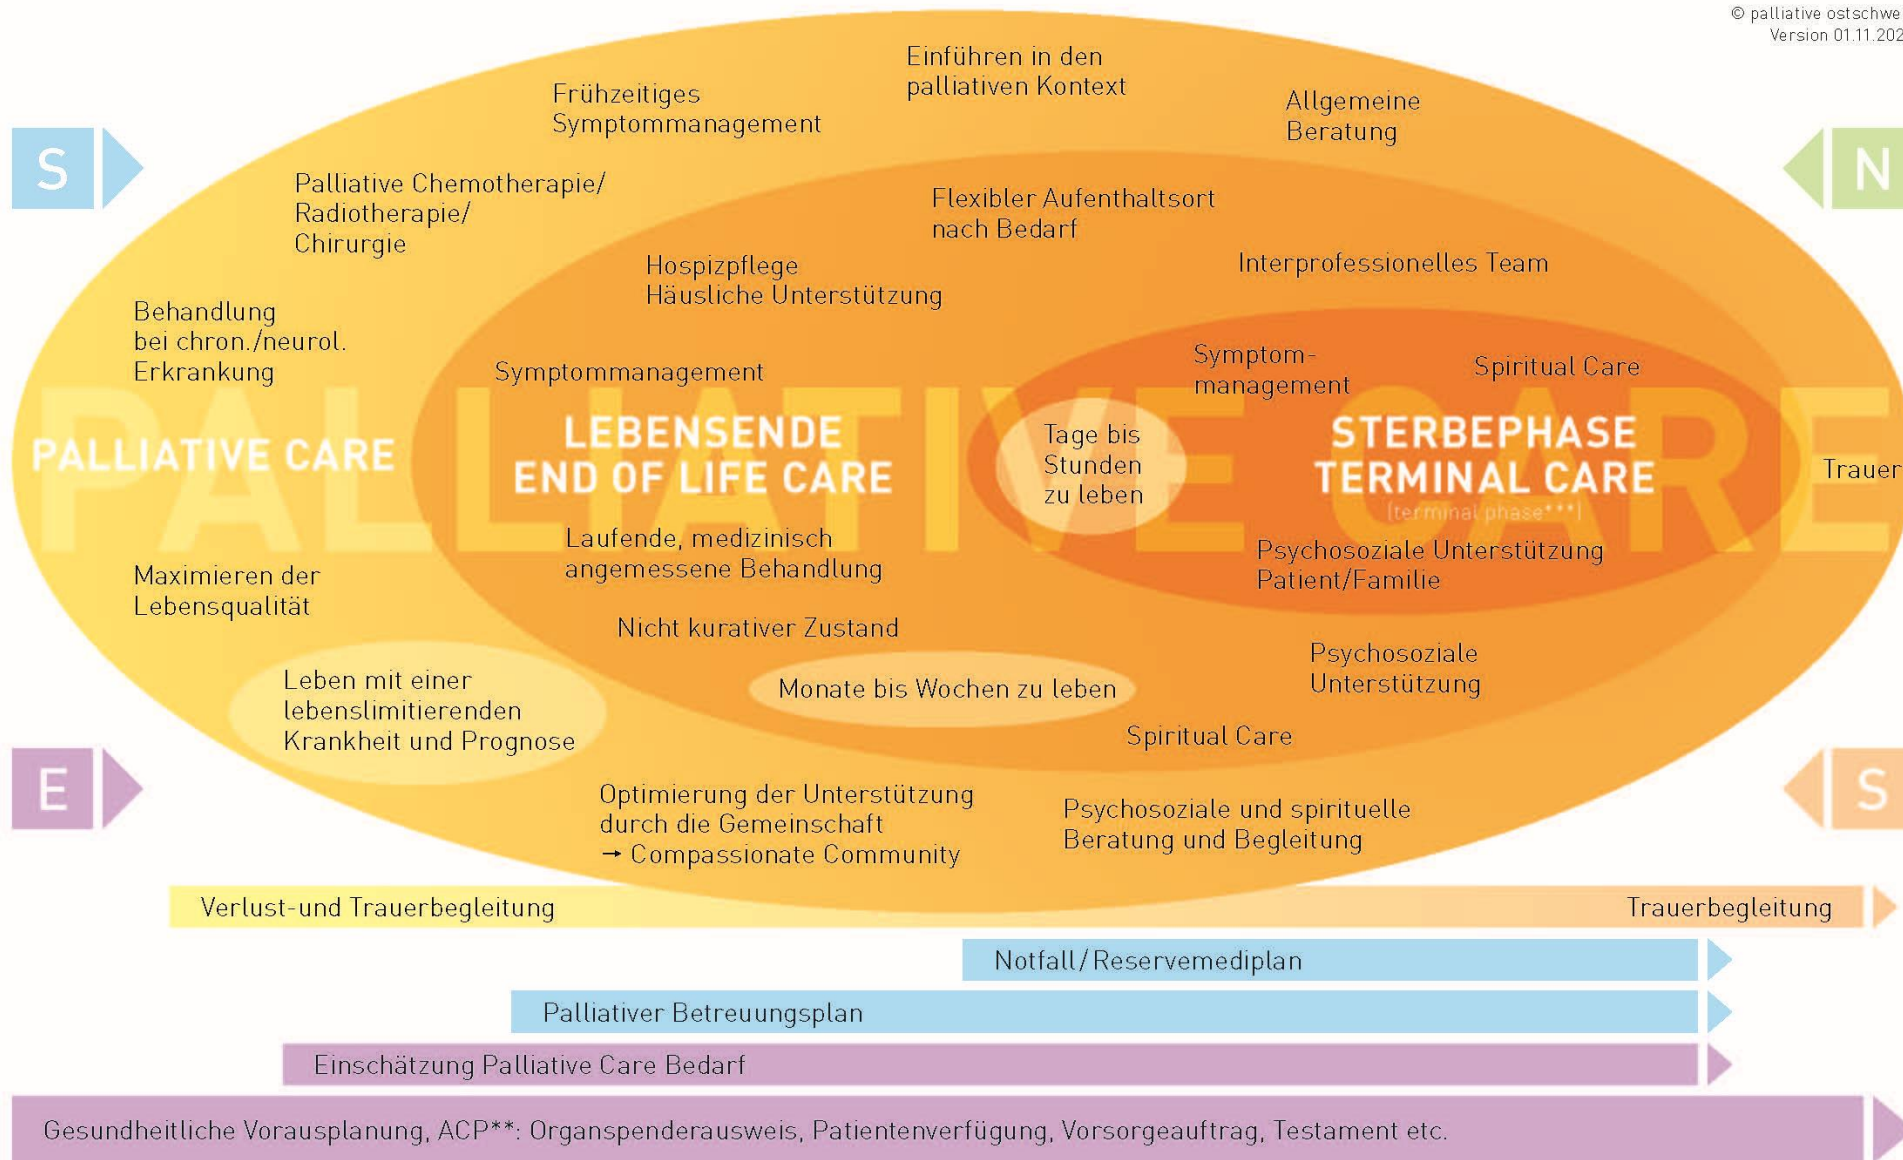 © palliative ostschwe
Version 01.11.202
Einführen in den
palliativen Kontext
Frühzeitiges
Symptommanagement
Allgemeine
Beratung
S
N
Palliative Chemotherapie/
Radiotherapie/
Chirurgie
Flexibler Aufenthaltsort
nach Bedarf
Hospizpflege
Häusliche Unterstützung
Interprofessionelles Team
Behandlung
bei chron./neurol.
Erkrankung
Symptommanagement
Symptom-
management
Spiritual Care
PALLIATIVE CARE
PALLIATIVE CARE
LEBENSENDE
END OF LIFE CARE
Tage bis
Stunden
zu leben
STERBEPHASE
TERMINAL CARE
(terminal phase***)
Trauer
Laufende, medizinisch
angemessene Behandlung
Psychosoziale Unterstützung
Patient/Familie
Maximieren der
Lebensqualität
Nicht kurativer Zustand
Psychosoziale
Unterstützung
Leben mit einer
lebenslimitierenden
Krankheit und Prognose
Monate bis Wochen zu leben
Spiritual Care
E
S
Optimierung der Unterstützung
durch die Gemeinschaft
→ Compassionate Community
Psychosoziale und spirituelle
Beratung und Begleitung
Verlust-und Trauerbegleitung
Trauerbegleitung
Notfall/Reservemediplan
Palliativer Betreuungsplan
Einschätzung Palliative Care Bedarf
Gesundheitliche Vorausplanung, ACP**: Organspenderausweis, Patientenverfügung, Vorsorgeauftrag, Testament etc.